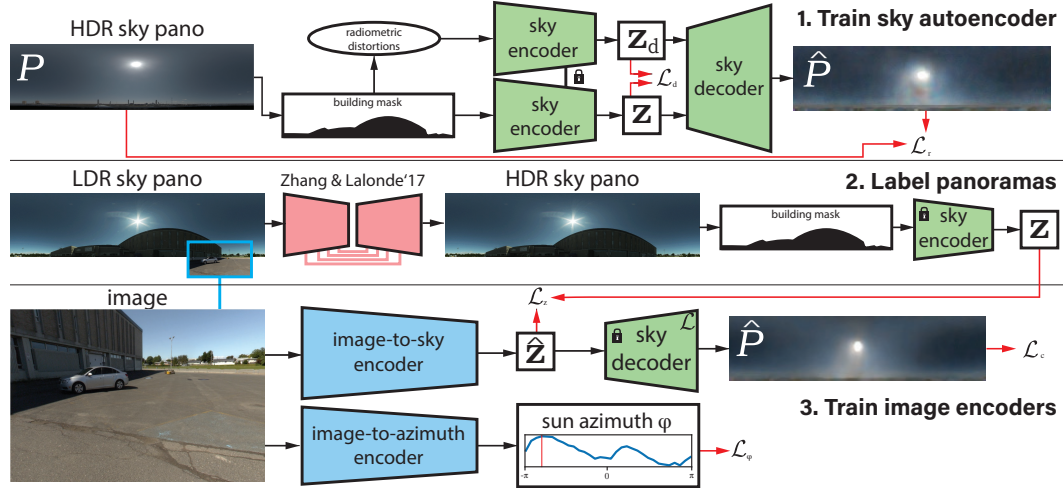 HDR sky pano
P
radiometric
distortions
building mask
sky
encoder
sky
encoder
z_d
ℒ_d
z
sky
decoder
1. Train sky autoencoder
P̂
ℒ_r
LDR sky pano
Zhang & Lalonde‘17
HDR sky pano
2. Label panoramas
building mask
sky
encoder
z
image
image-to-sky
encoder
ℒ_z
ẑ
sky
decoder
ℒ
P̂
ℒ_c
3. Train image encoders
image-to-azimuth
encoder
sun azimuth φ
-π 0 π
ℒ_φ